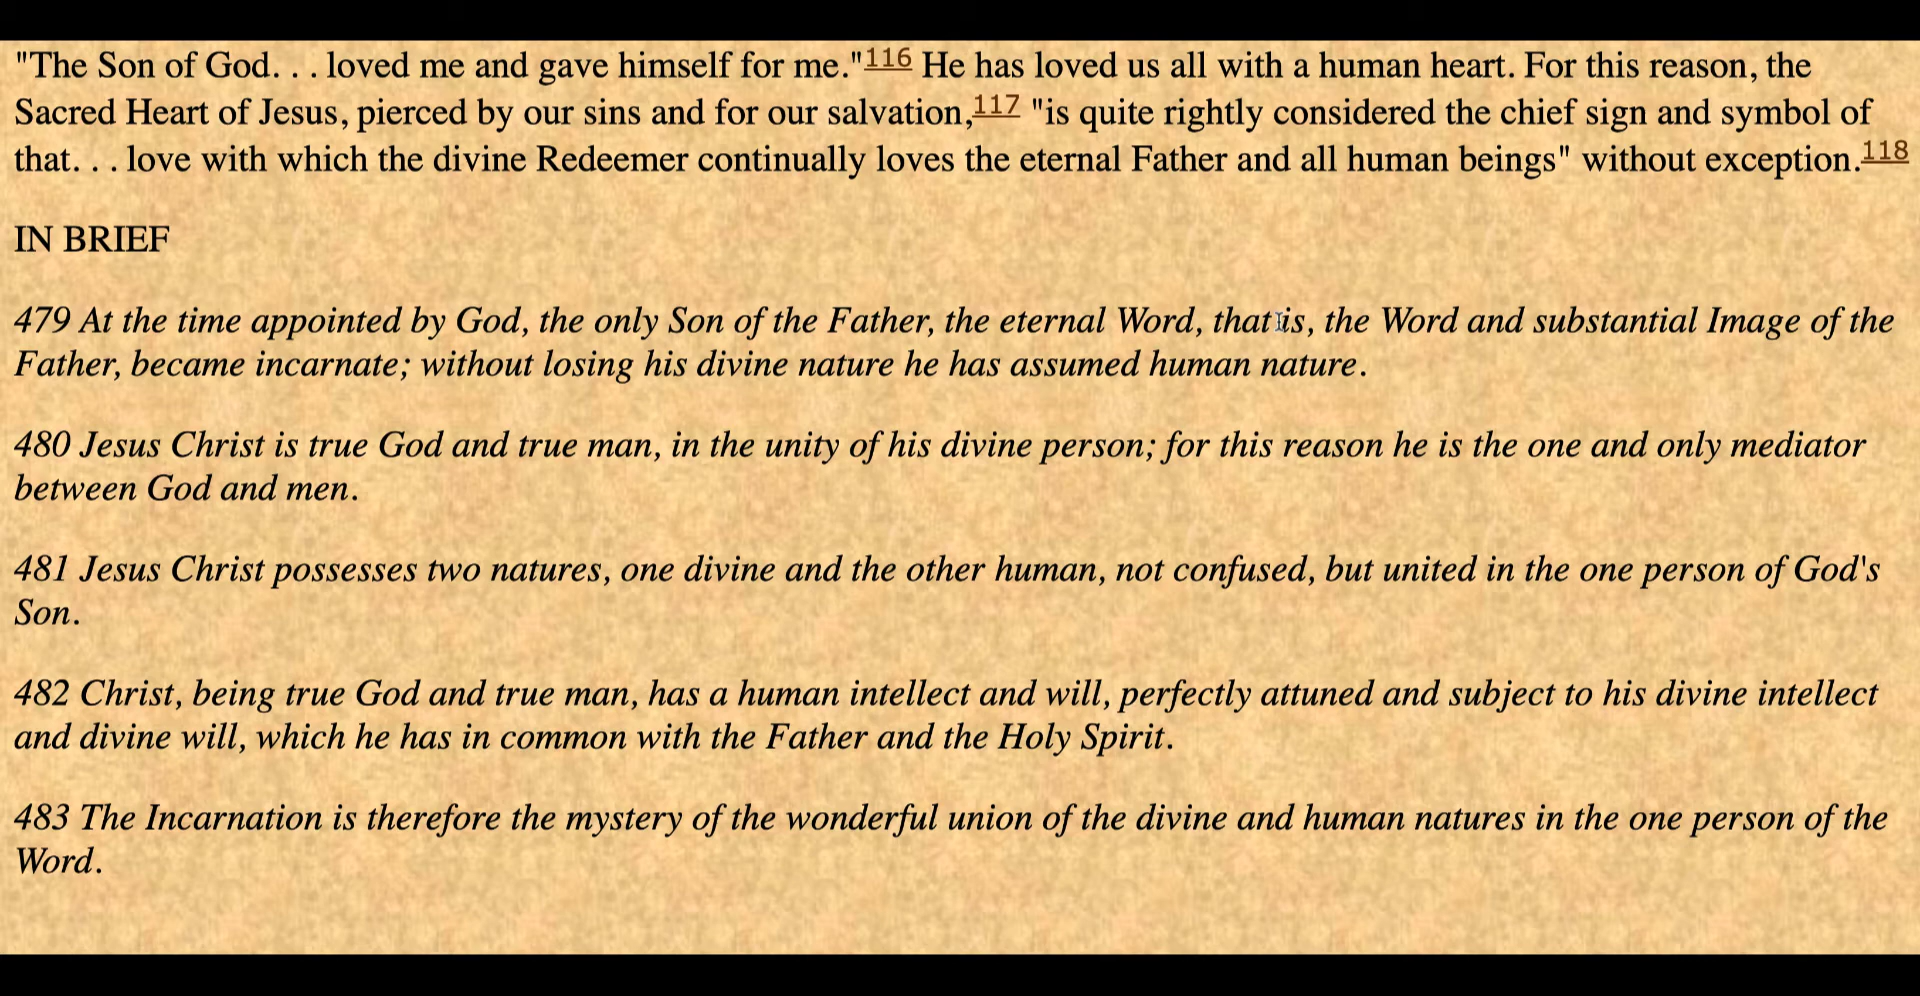 "The Son of God. . . loved me and gave himself for me."116 He has loved us all with a human heart. For this reason, the
Sacred Heart of Jesus, pierced by our sins and for our salvation,117 "is quite rightly considered the chief sign and symbol of
that. . . love with which the divine Redeemer continually loves the eternal Father and all human beings" without exception.118
IN BRIEF
479 At the time appointed by God, the only Son of the Father, the eternal Word, that is, the Word and substantial Image of the
Father, became incarnate; without losing his divine nature he has assumed human nature.
480 Jesus Christ is true God and true man, in the unity of his divine person; for this reason he is the one and only mediator
between God and men.
481 Jesus Christ possesses two natures, one divine and the other human, not confused, but united in the one person of God's
Son.
482 Christ, being true God and true man, has a human intellect and will, perfectly attuned and subject to his divine intellect
and divine will, which he has in common with the Father and the Holy Spirit.
483 The Incarnation is therefore the mystery of the wonderful union of the divine and human natures in the one person of the
Word.